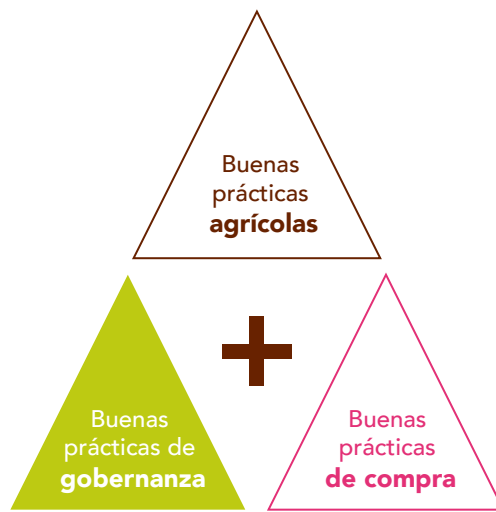 Buenas
prácticas
agrícolas
Buenas
prácticas de
gobernanza
Buenas
prácticas
de compra